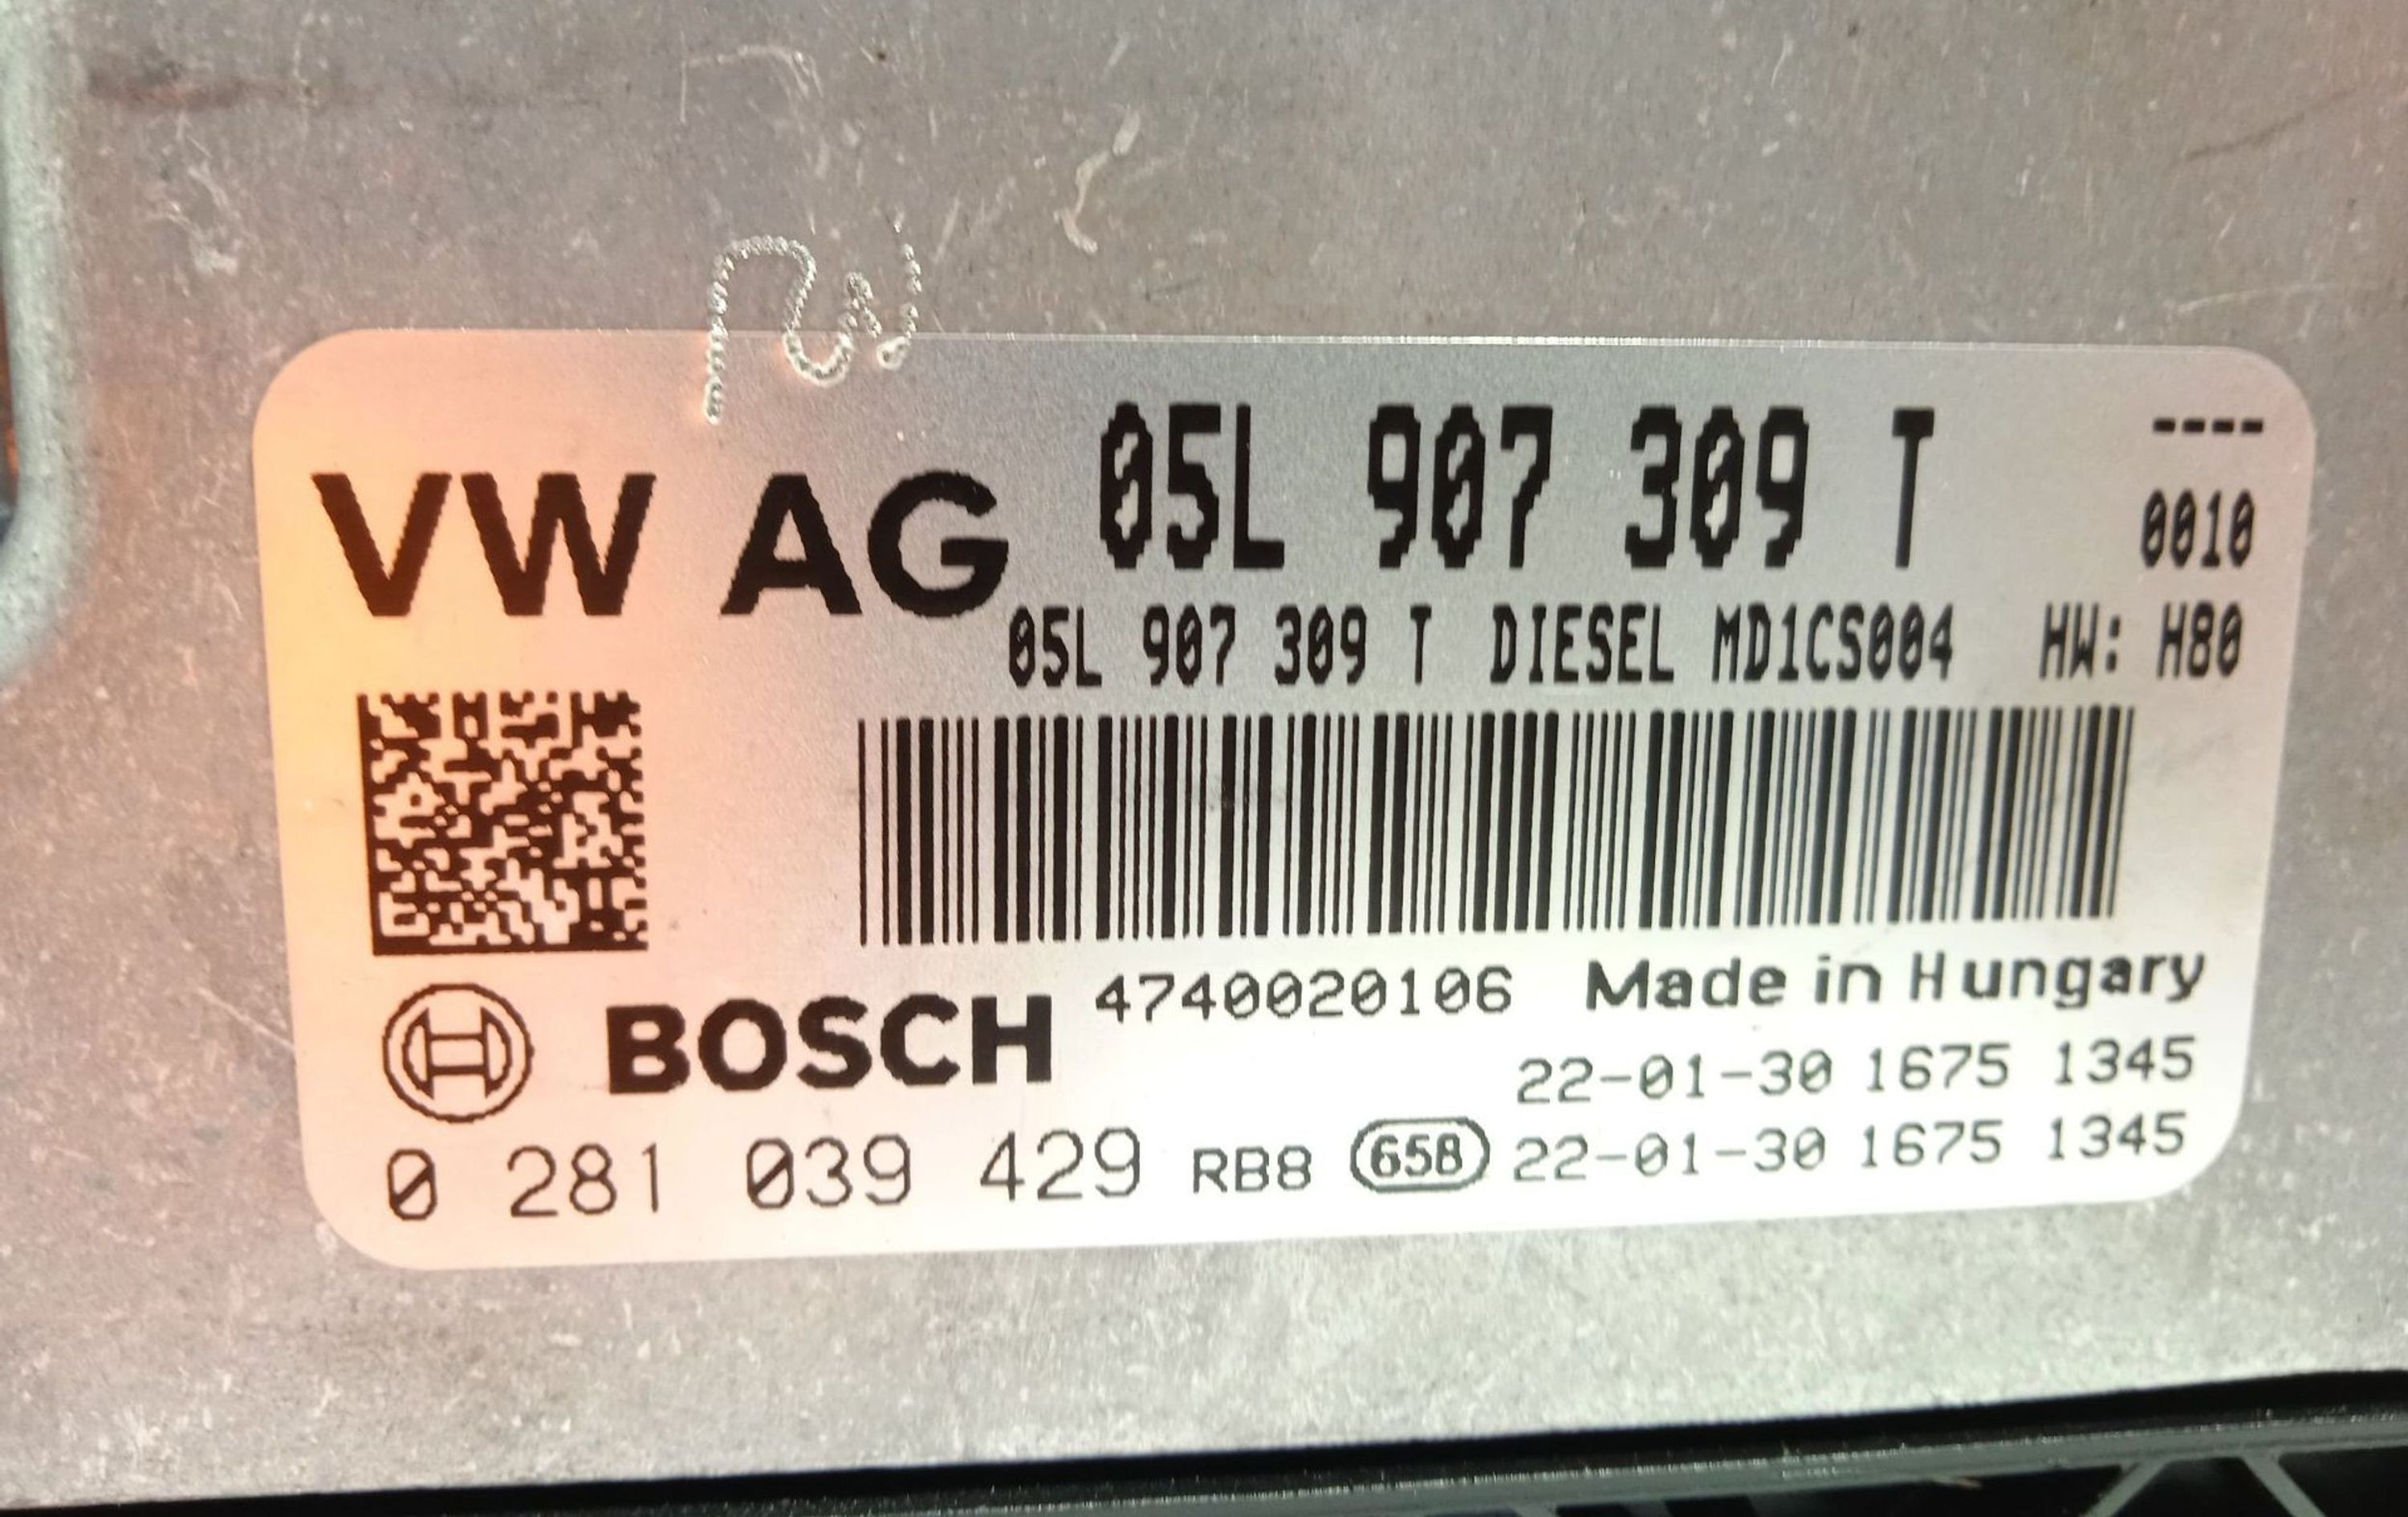 VW AG 05L 907 309 T ----
0010
05L 907 309 T DIESEL MD1CS004 HW: H80
BOSCH 4740020106 Made in Hungary
22-01-30 1675 1345
0 281 039 429 RB8 658 22-01-30 1675 1345